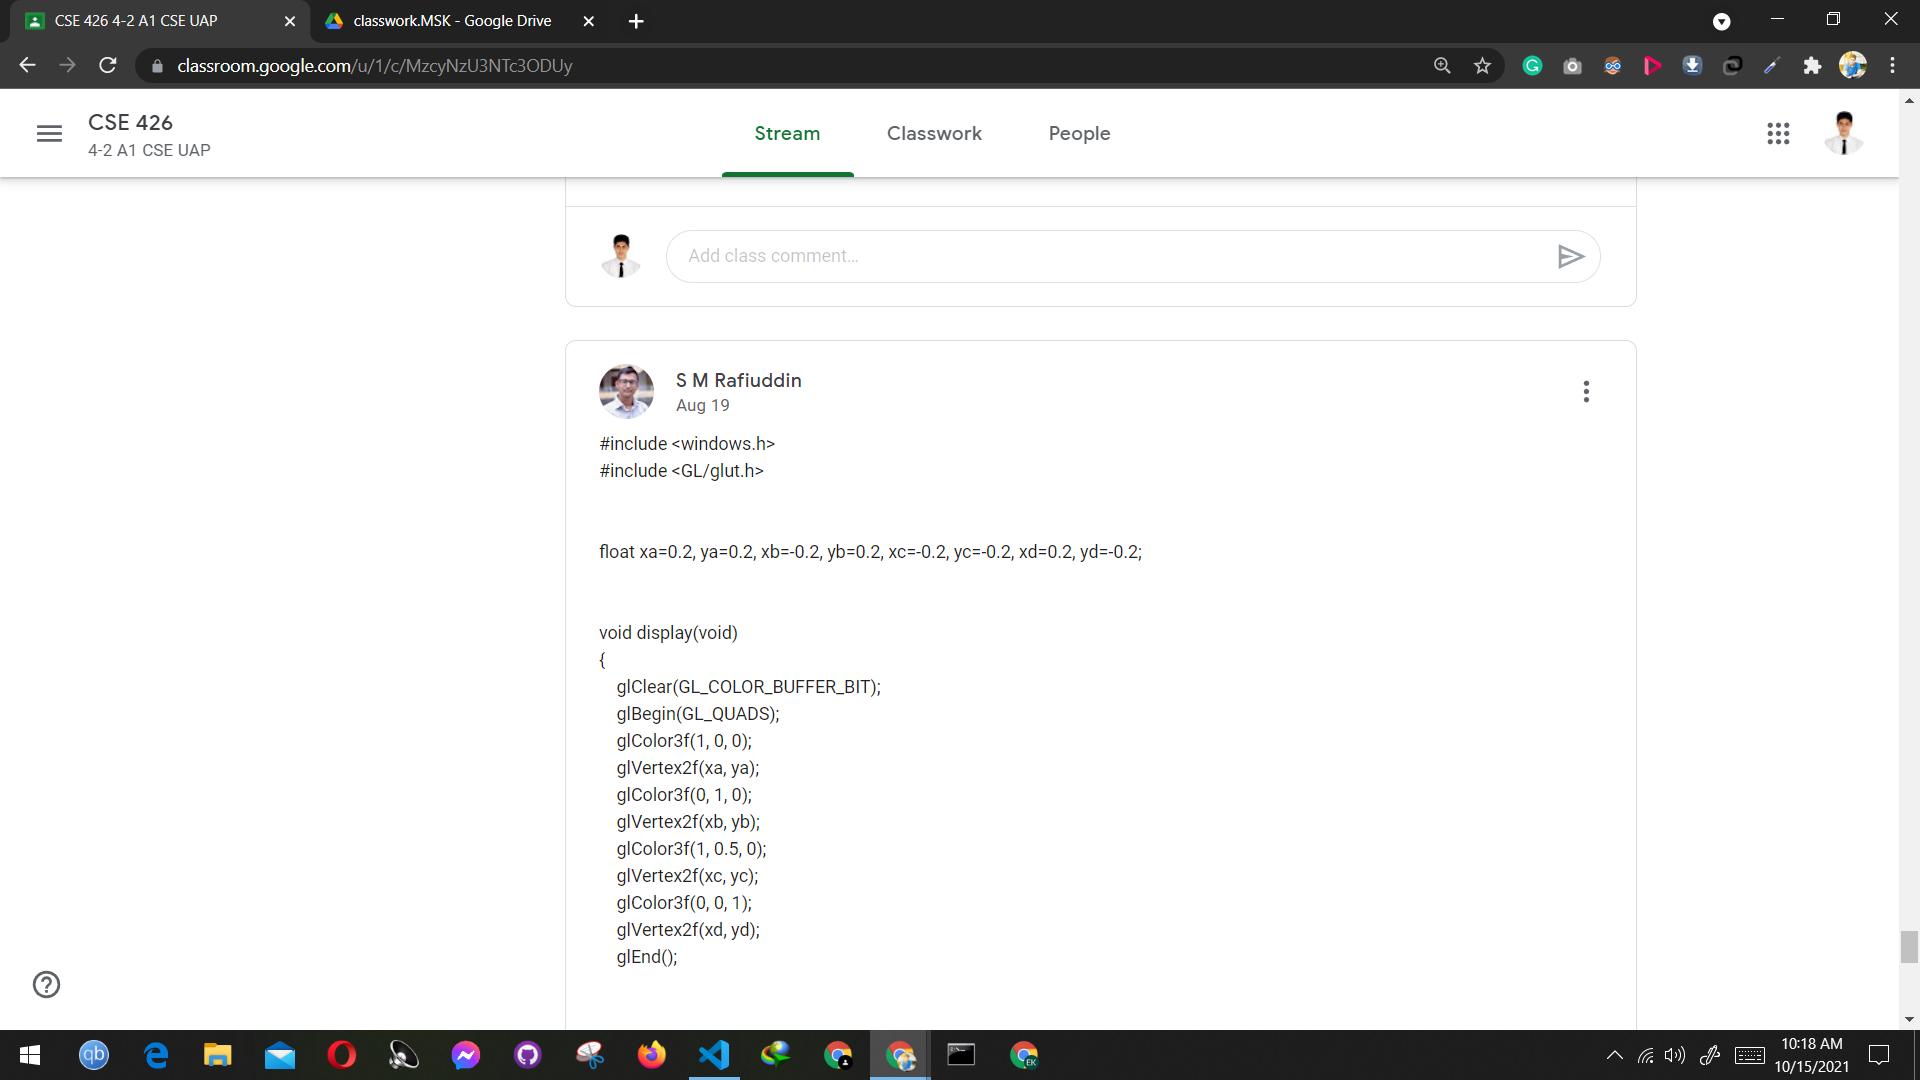 CSE 426 4-2 A1 CSE UAP
classwork.MSK - Google Drive
classroom.google.com/u/1/c/MzcyNzU3NTc3ODUy
CSE 426
4-2 A1 CSE UAP
Stream
Classwork
People
Add class comment...
S M Rafiuddin
Aug 19
#include <windows.h>
#include <GL/glut.h>
float xa=0.2, ya=0.2, xb=-0.2, yb=0.2, xc=-0.2, yc=-0.2, xd=0.2, yd=-0.2;
void display(void)
{
glClear(GL_COLOR_BUFFER_BIT);
glBegin(GL_QUADS);
glColor3f(1, 0, 0);
glVertex2f(xa, ya);
glColor3f(0, 1, 0);
glVertex2f(xb, yb);
glColor3f(1, 0.5, 0);
glVertex2f(xc, yc);
glColor3f(0, 0, 1);
glVertex2f(xd, yd);
glEnd();
qb
EK
10:18 AM
10/15/2021